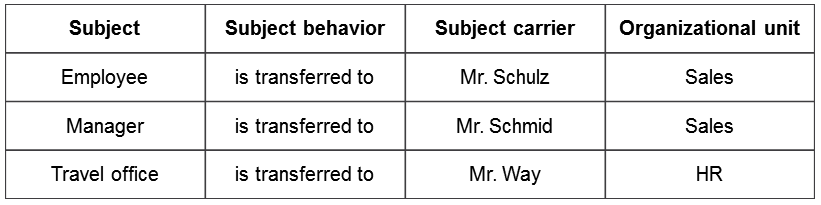 Subject Subject behavior Subject carrier Organizational unit
Employee is transferred to Mr. Schulz Sales
Manager is transferred to Mr. Schmid Sales
Travel office is transferred to Mr. Way HR